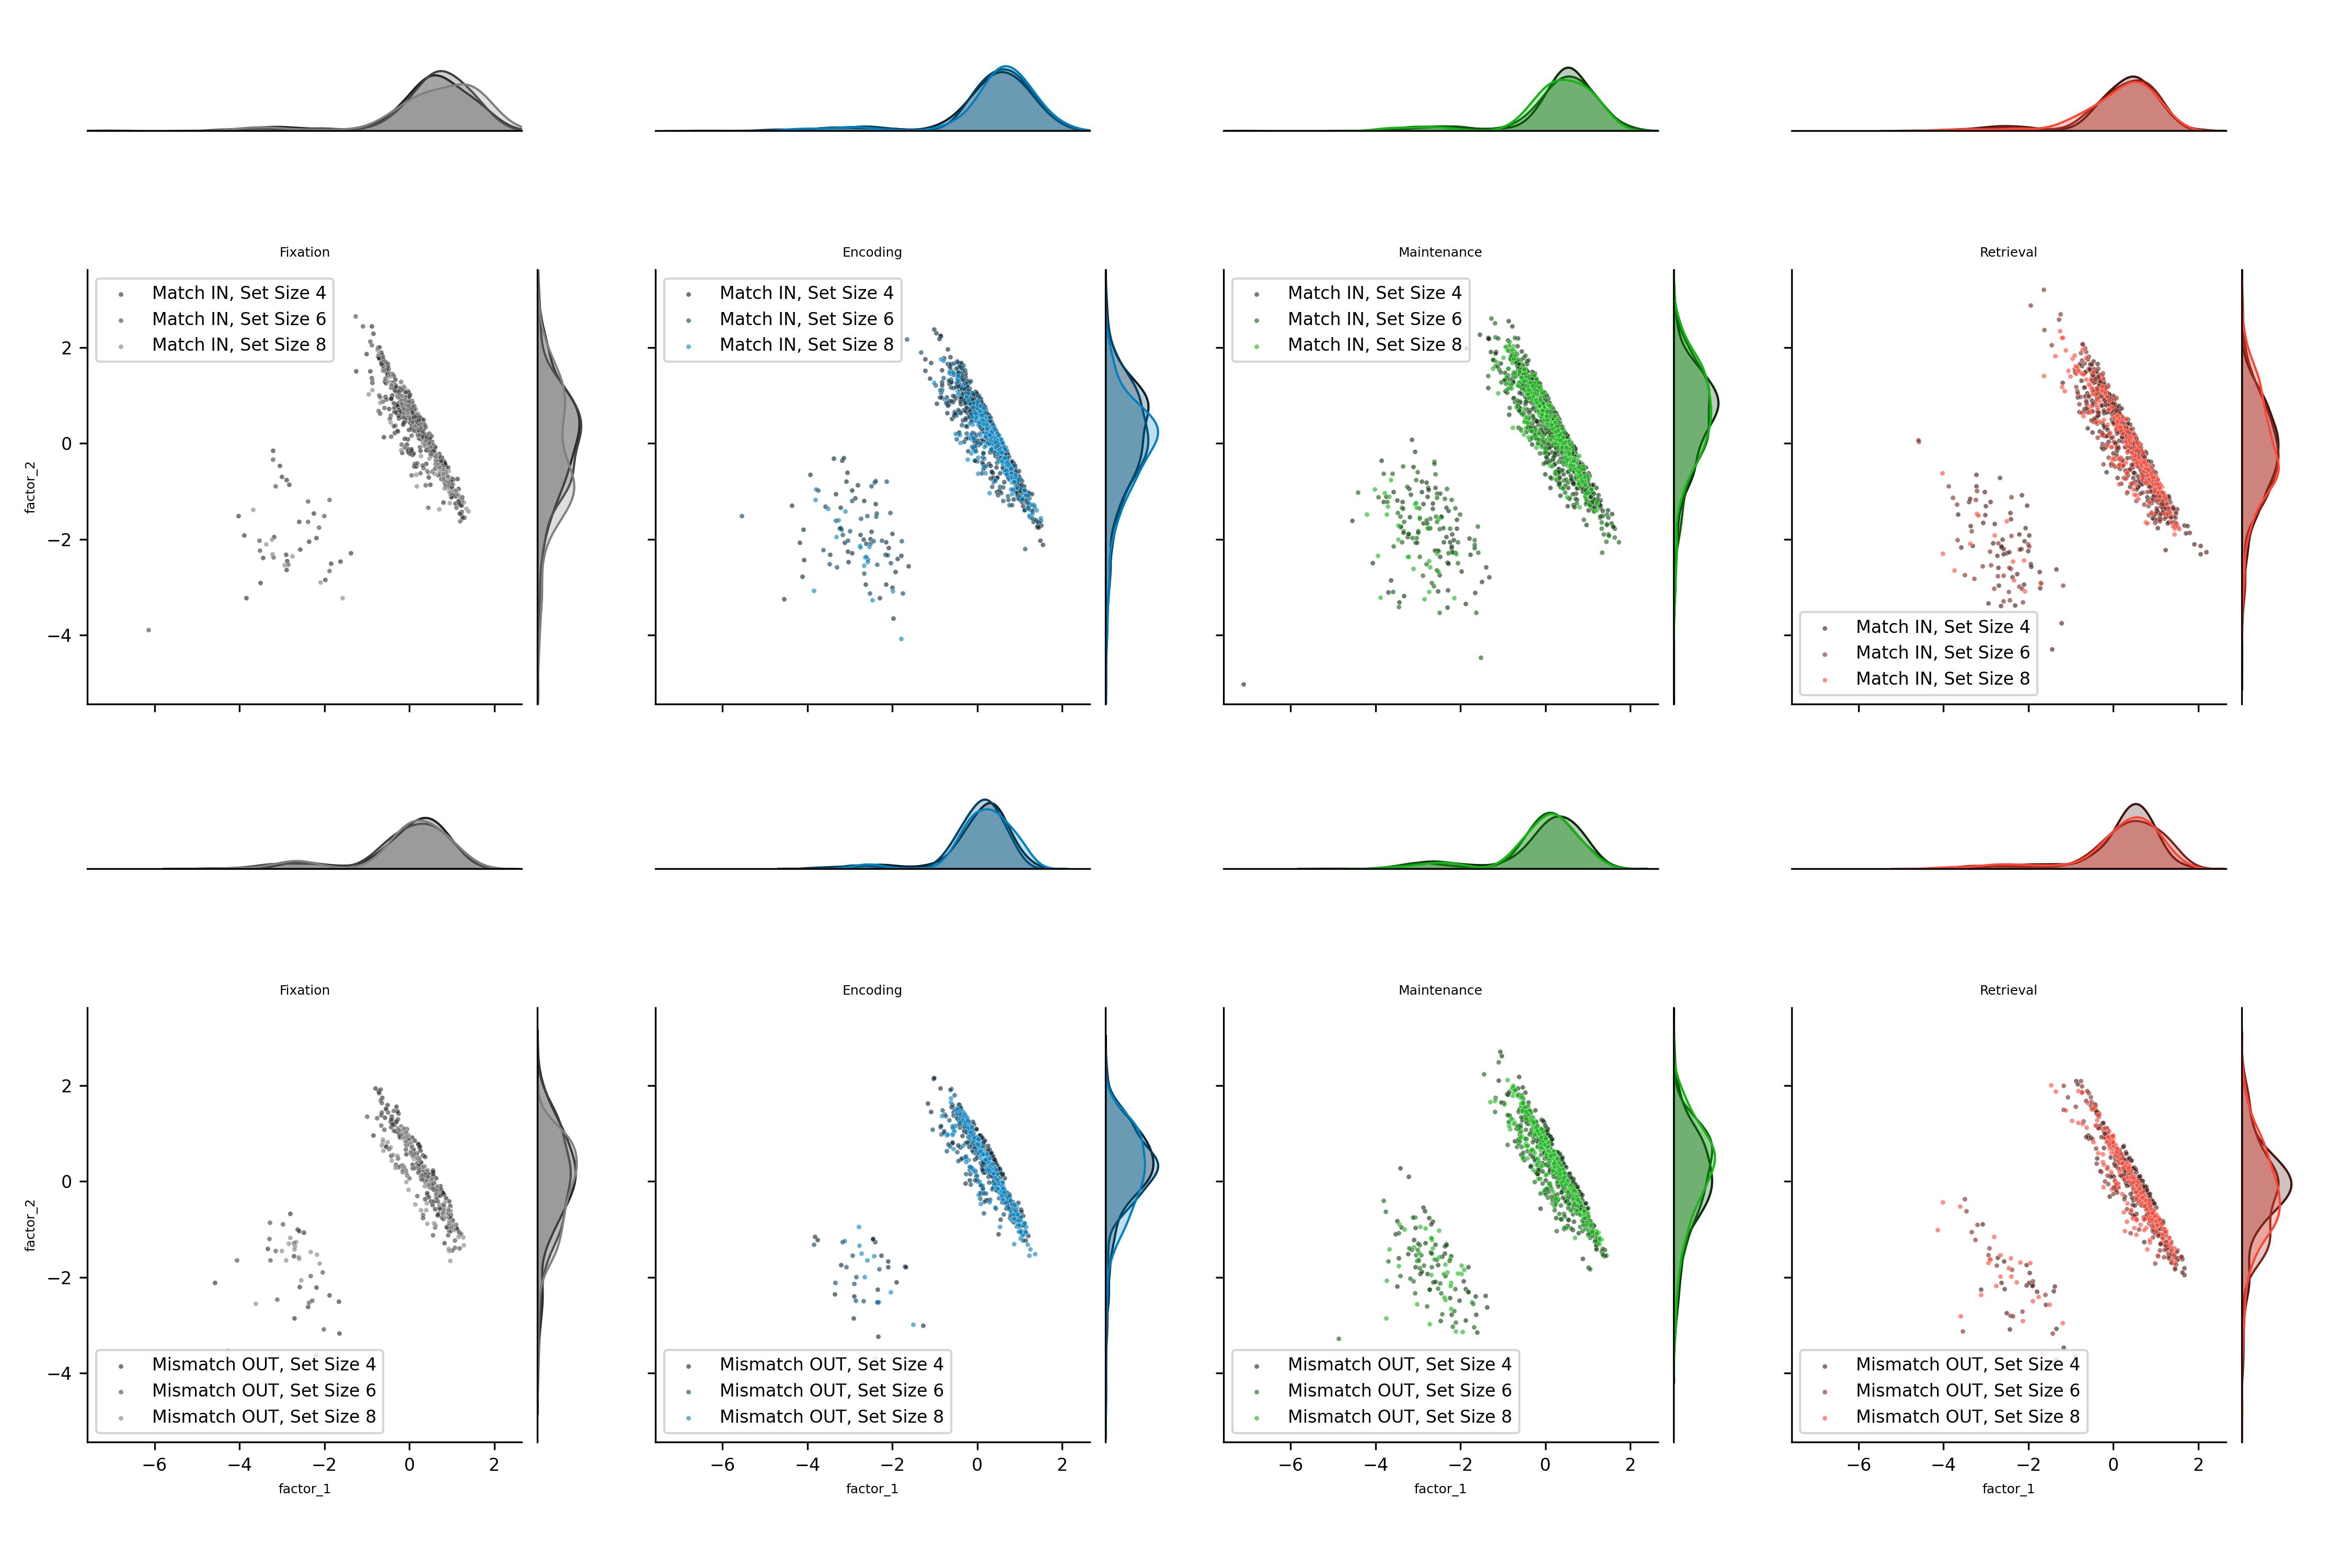 Fixation
Encoding
Maintenance
Retrieval
Match IN, Set Size 4
Match IN, Set Size 6
Match IN, Set Size 8
Match IN, Set Size 4
Match IN, Set Size 6
Match IN, Set Size 8
Match IN, Set Size 4
Match IN, Set Size 6
Match IN, Set Size 8
Match IN, Set Size 4
Match IN, Set Size 6
Match IN, Set Size 8
factor_2
2
0
−2
−4
Fixation
Encoding
Maintenance
Retrieval
factor_2
2
0
−2
−4
Mismatch OUT, Set Size 4
Mismatch OUT, Set Size 6
Mismatch OUT, Set Size 8
Mismatch OUT, Set Size 4
Mismatch OUT, Set Size 6
Mismatch OUT, Set Size 8
Mismatch OUT, Set Size 4
Mismatch OUT, Set Size 6
Mismatch OUT, Set Size 8
Mismatch OUT, Set Size 4
Mismatch OUT, Set Size 6
Mismatch OUT, Set Size 8
−6 −4 −2 0 2
−6 −4 −2 0 2
−6 −4 −2 0 2
−6 −4 −2 0 2
factor_1
factor_1
factor_1
factor_1